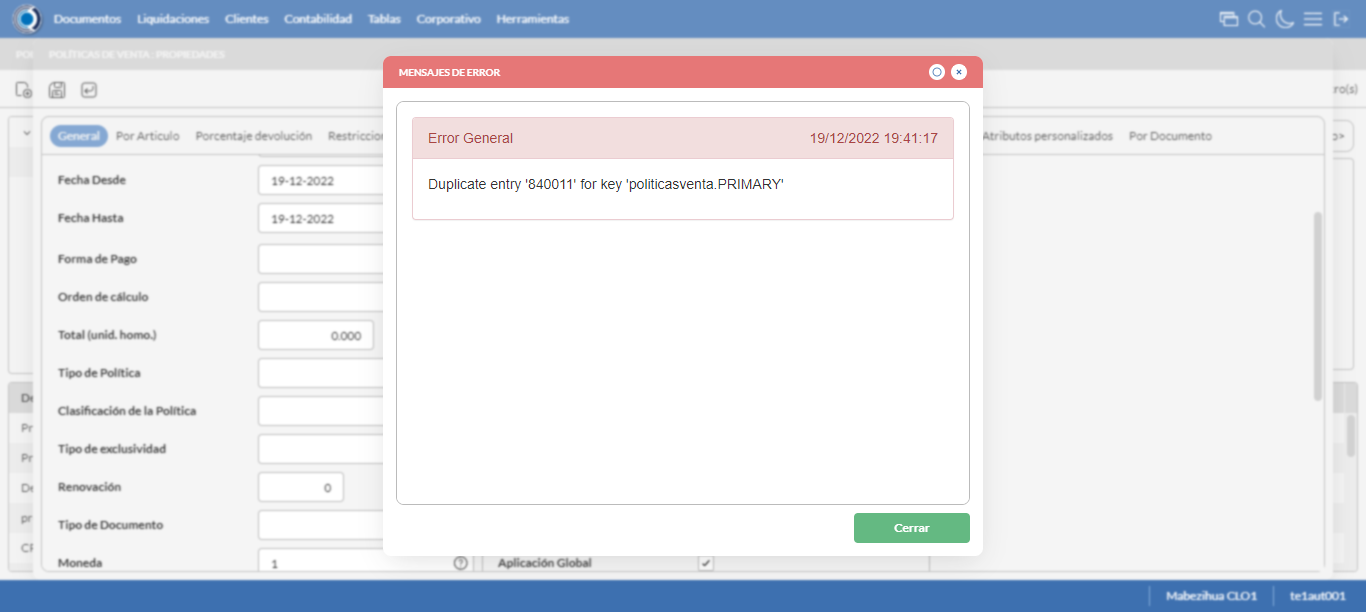 Documentos Liquidaciones Clientes Contabilidad Tablas Corporativo Herramientas
POLÍTICAS DE VENTA : PROPIEDADES
MENSAJES DE ERROR
General Por Articulo Porcentaje devolución Restriccion Atributos personalizados Por Documento
Error General 19/12/2022 19:41:17
Duplicate entry '840011' for key 'politicasventa.PRIMARY'
Fecha Desde 19-12-2022
Fecha Hasta 19-12-2022
Forma de Pago
Orden de cálculo
Total (unid. homo.) 0.000
Tipo de Política
Clasificación de la Política
Tipo de exclusividad
Renovación 0
Tipo de Documento
Moneda 1 Aplicación Global
Cerrar
Mabezihua CLO1 te1aut001